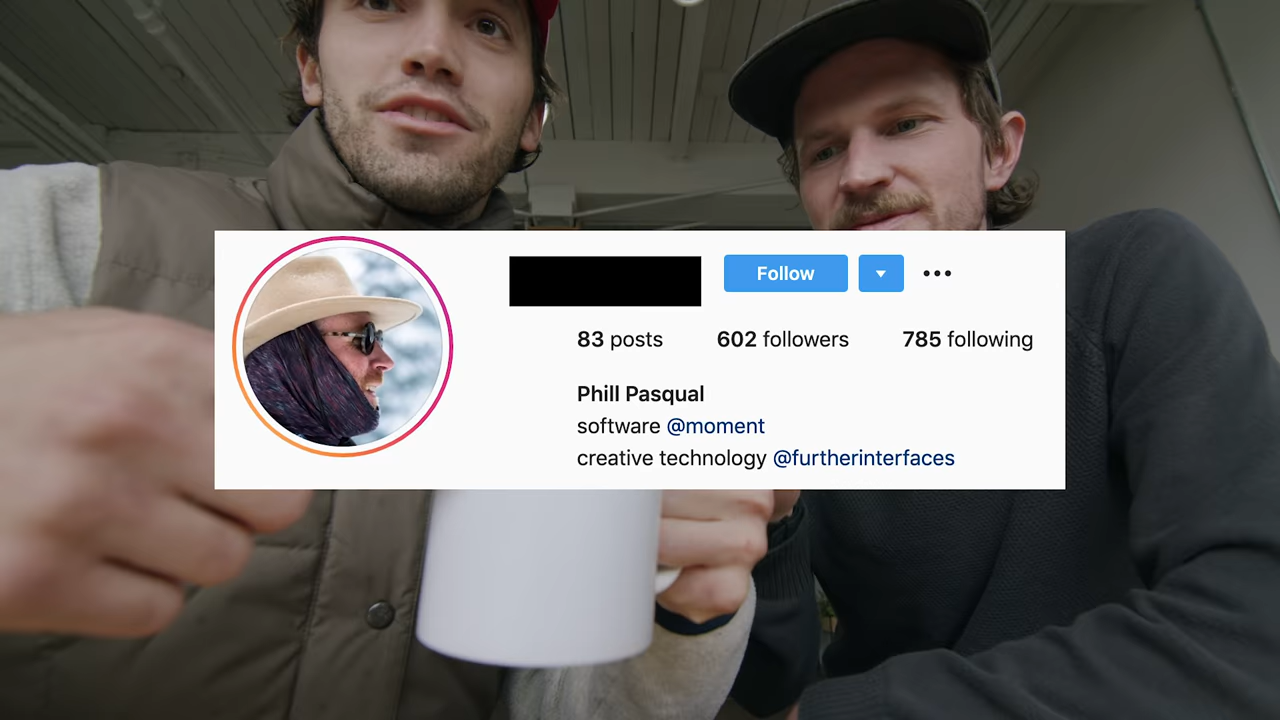 Follow
83 posts 602 followers 785 following
Phill Pasqual
software @moment
creative technology @furtherinterfaces